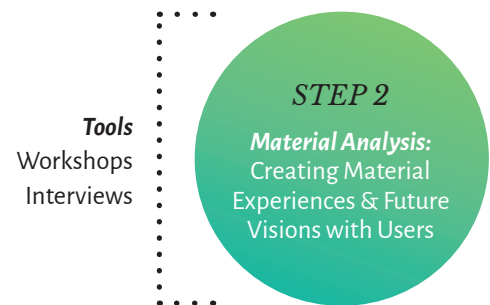 Tools
Workshops
Interviews
STEP 2
Material Analysis:
Creating Material
Experiences & Future
Visions with Users